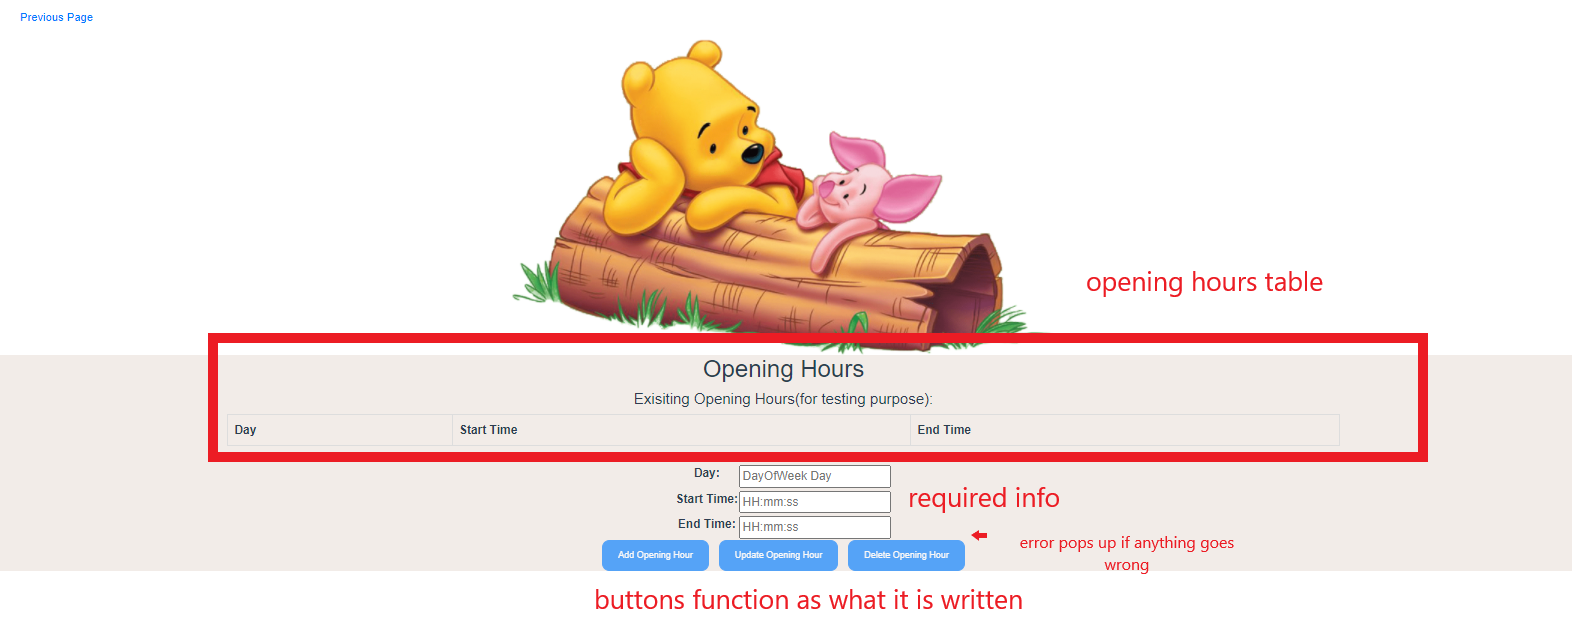 Previous Page
opening hours table
Opening Hours
Exisiting Opening Hours(for testing purpose):
Day Start Time End Time
Day: DayOfWeek Day
Start Time: HH:mm:ss
required info
End Time: HH:mm:ss
error pops up if anything goes
wrong
Add Opening Hour Update Opening Hour Delete Opening Hour
buttons function as what it is written